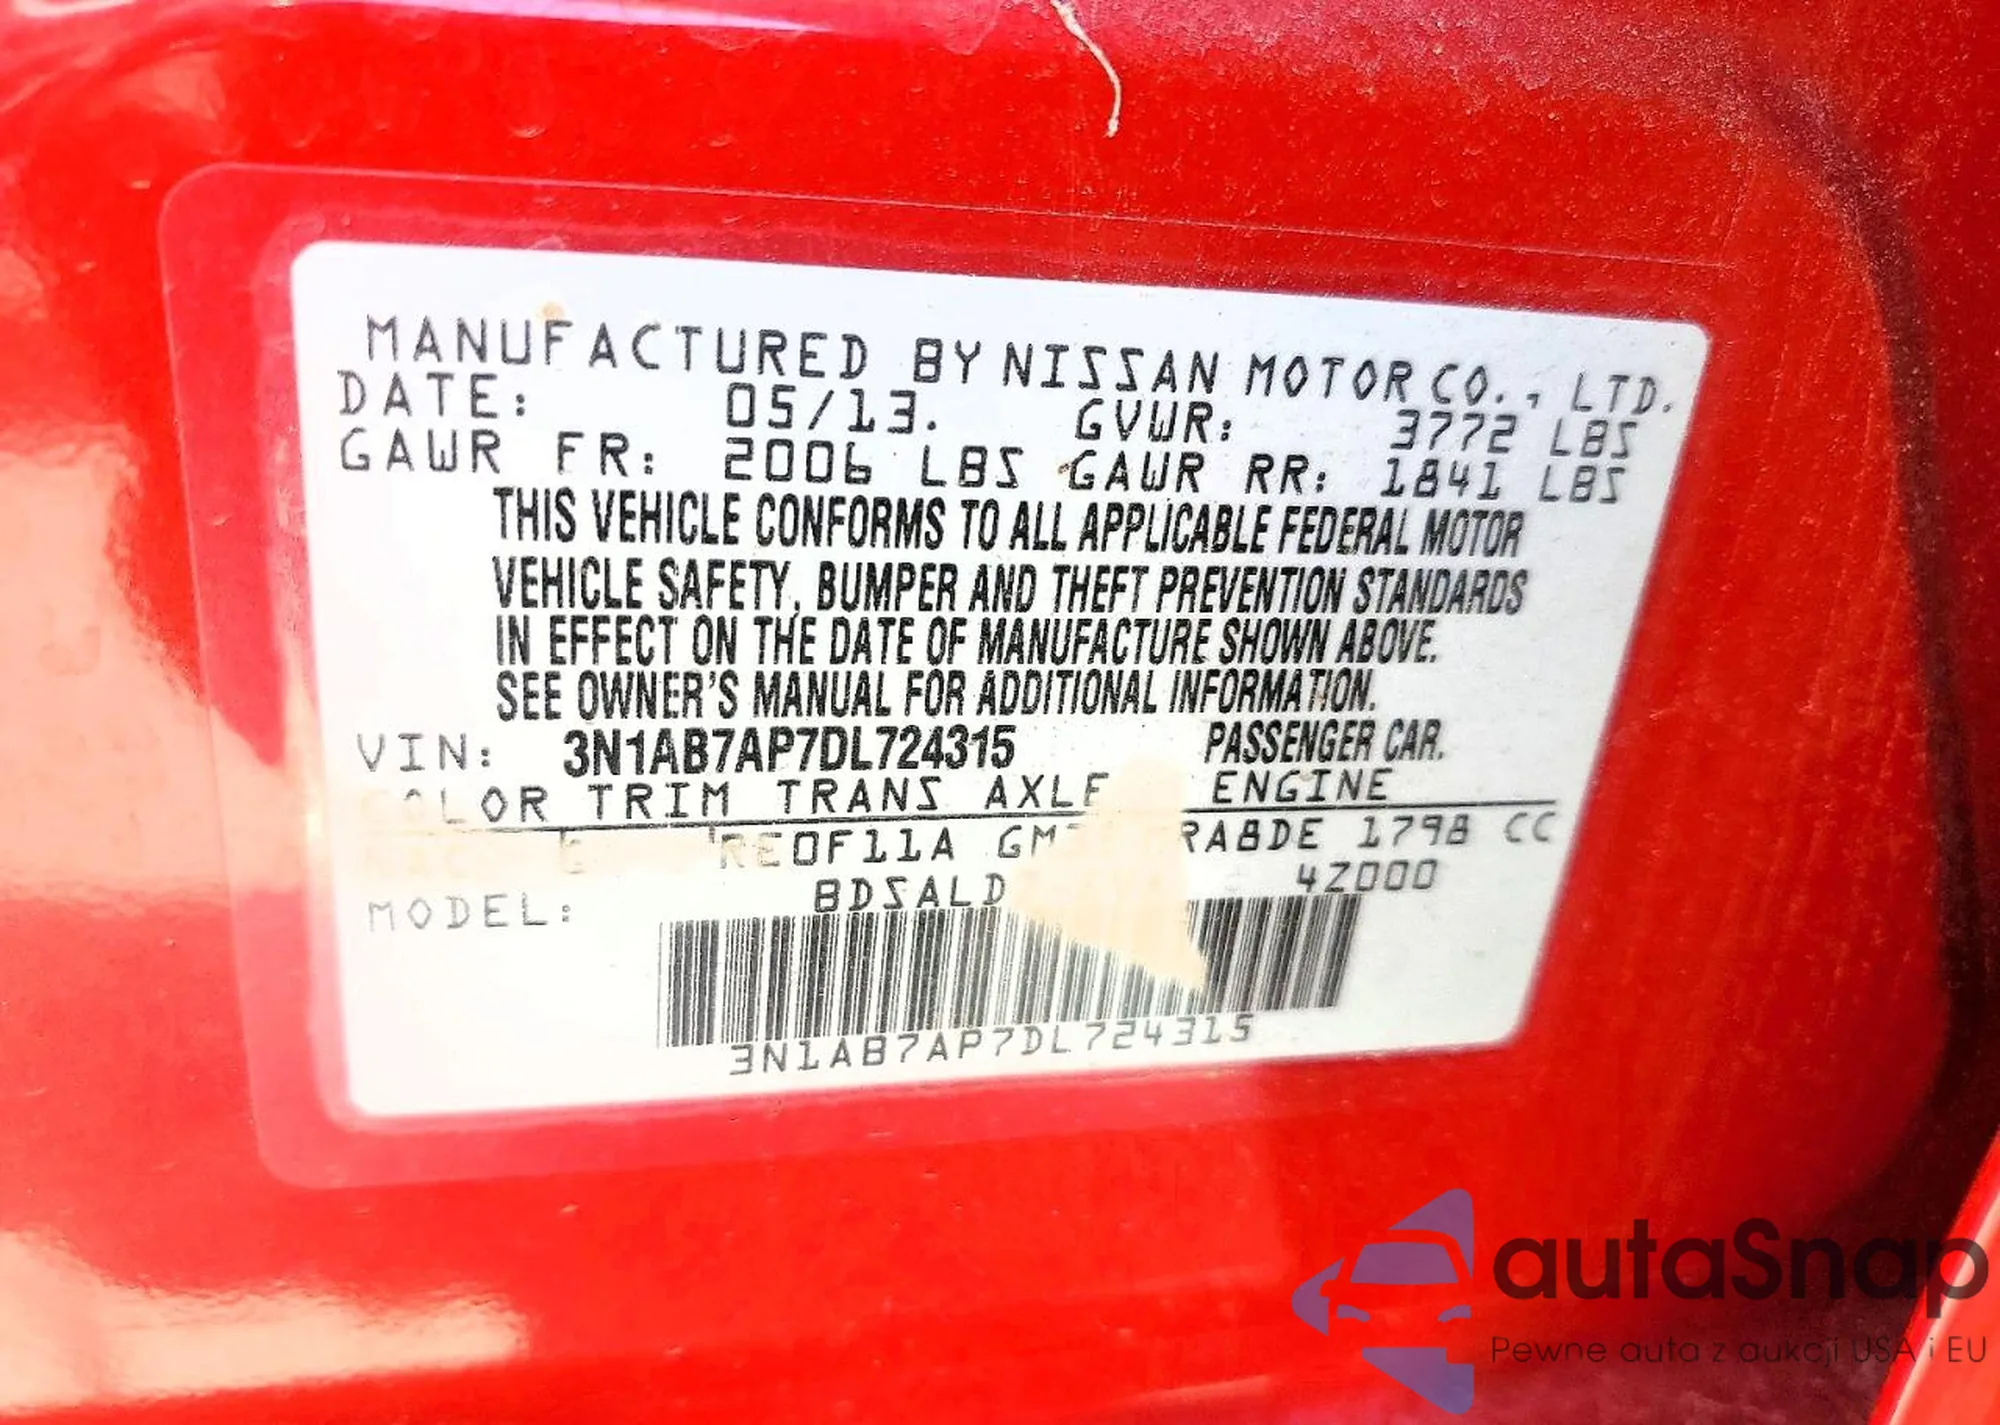 MANUFACTURED BY NISSAN MOTOR CO., LTD.
DATE: 05/13. GVWR: 3772 LBS
GAWR FR: 2006 LBS GAWR RR: 1841 LBS
THIS VEHICLE CONFORMS TO ALL APPLICABLE FEDERAL MOTOR
VEHICLE SAFETY, BUMPER AND THEFT PREVENTION STANDARDS
IN EFFECT ON THE DATE OF MANUFACTURE SHOWN ABOVE.
SEE OWNER'S MANUAL FOR ADDITIONAL INFORMATION.
VIN: 3N1AB7AP7DL724315 PASSENGER CAR.
COLOR TRIM TRANS AXLE ENGINE
RE0F11A 1798 CC
MODEL: BDSALD 4Z000
3N1AB7AP7DL724315
autaSnap
Pewne auta z aukcji USA i EU